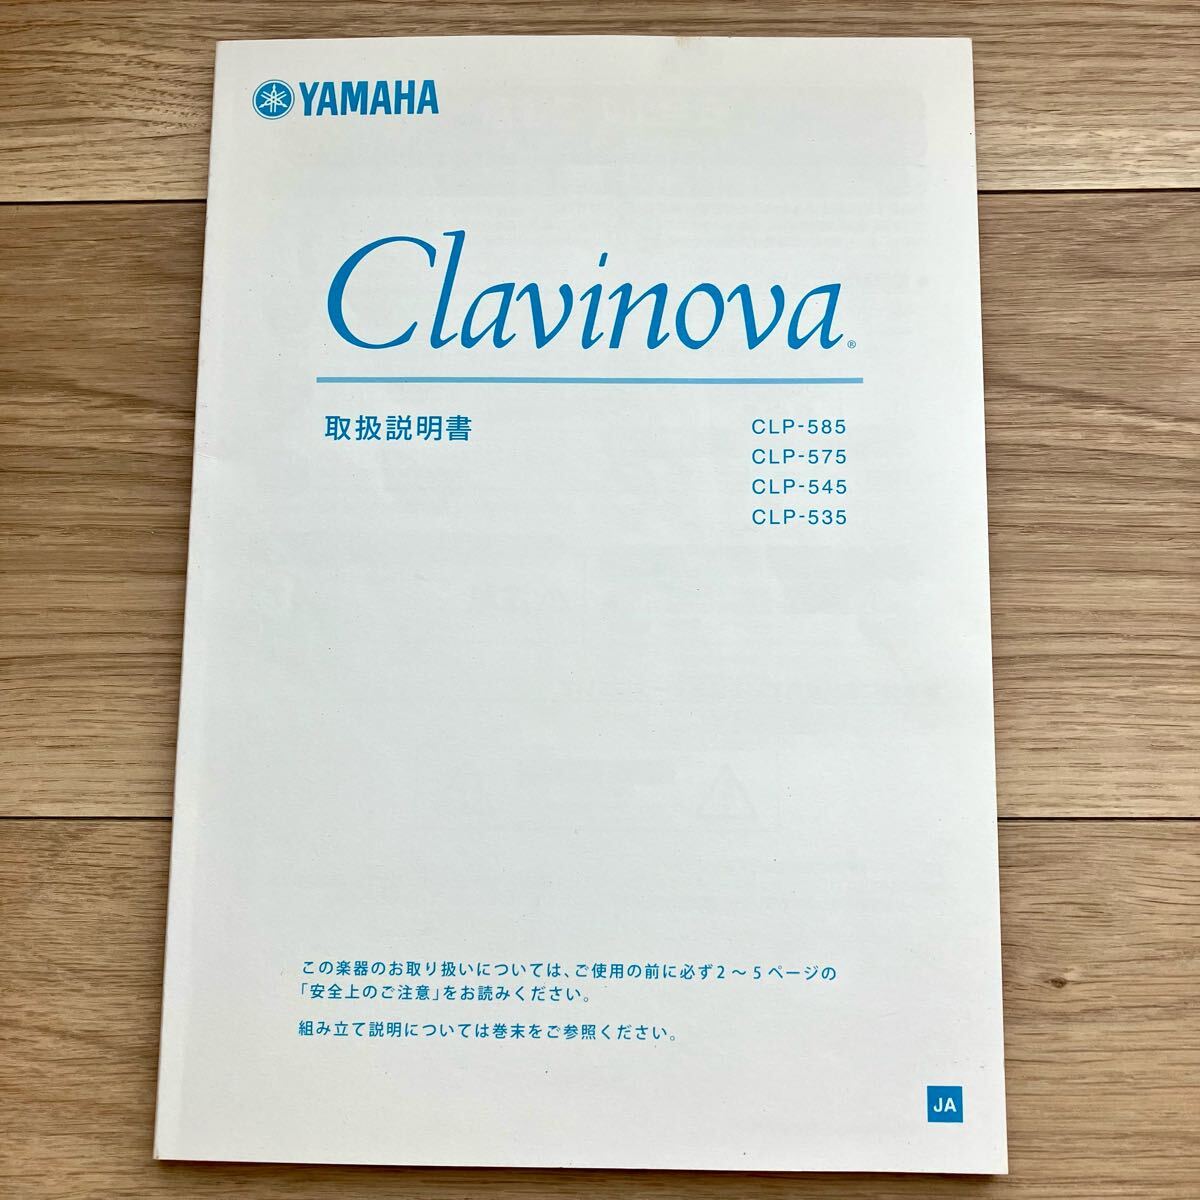 YAMAHA
Clavinova®
取扱説明書
CLP-585
CLP-575
CLP-545
CLP-535
この楽器のお取り扱いについては、ご使用の前に必ず2〜5ページの
「安全上のご注意」をお読みください。
組み立て説明については巻末をご参照ください。
JA